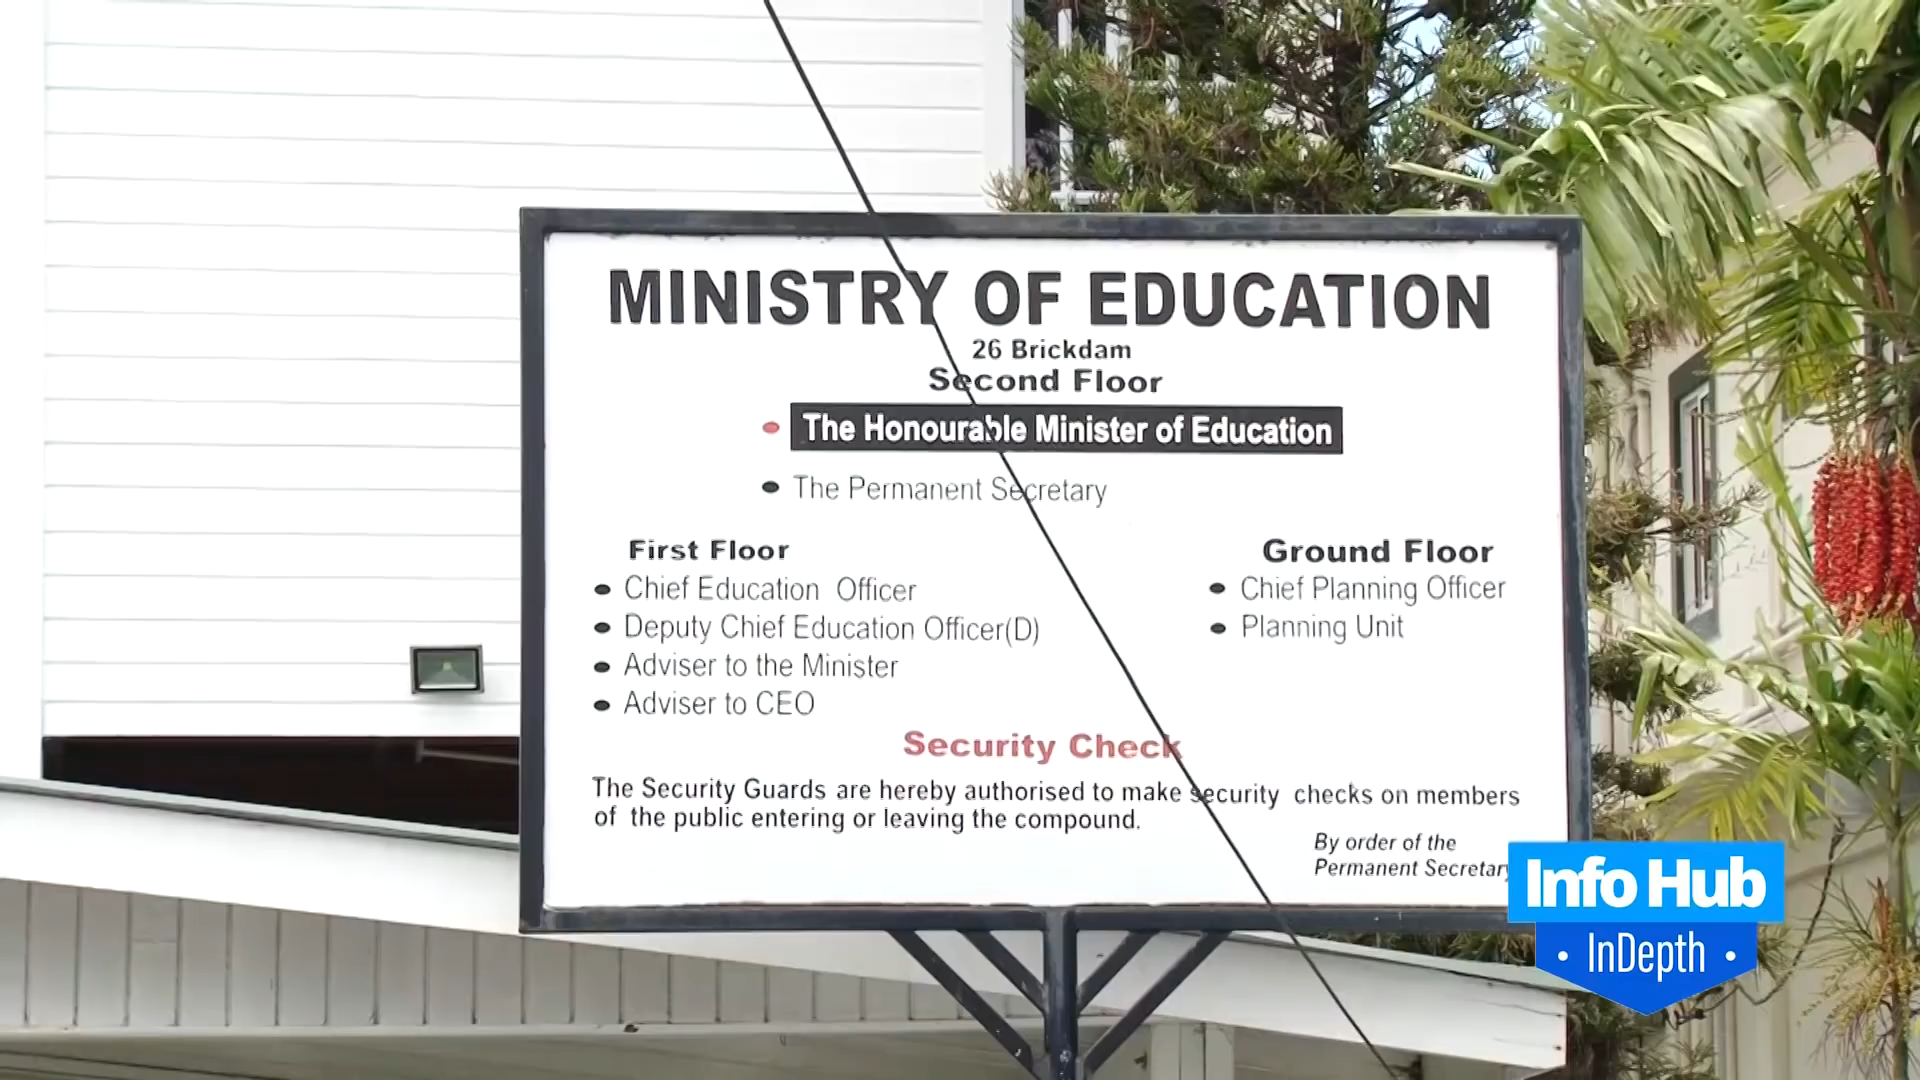 MINISTRY OF EDUCATION
26 Brickdam
Second Floor
• The Honourable Minister of Education
• The Permanent Secretary
First Floor
• Chief Education Officer
• Deputy Chief Education Officer(D)
• Adviser to the Minister
• Adviser to CEO
Ground Floor
• Chief Planning Officer
• Planning Unit
Security Check
The Security Guards are hereby authorised to make security checks on members
of the public entering or leaving the compound.
By order of the
Permanent Secretary
Info Hub
• InDepth •